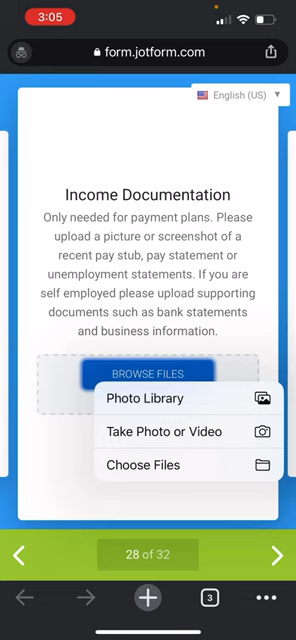 3:05
form.jotform.com
English (US)
Income Documentation
Only needed for payment plans. Please
upload a picture or screenshot of a
recent pay stub, pay statement or
unemployment statements. If you are
self employed please upload supporting
documents such as bank statements
and business information.
BROWSE FILES
Photo Library
Take Photo or Video
Choose Files
28 of 32
3